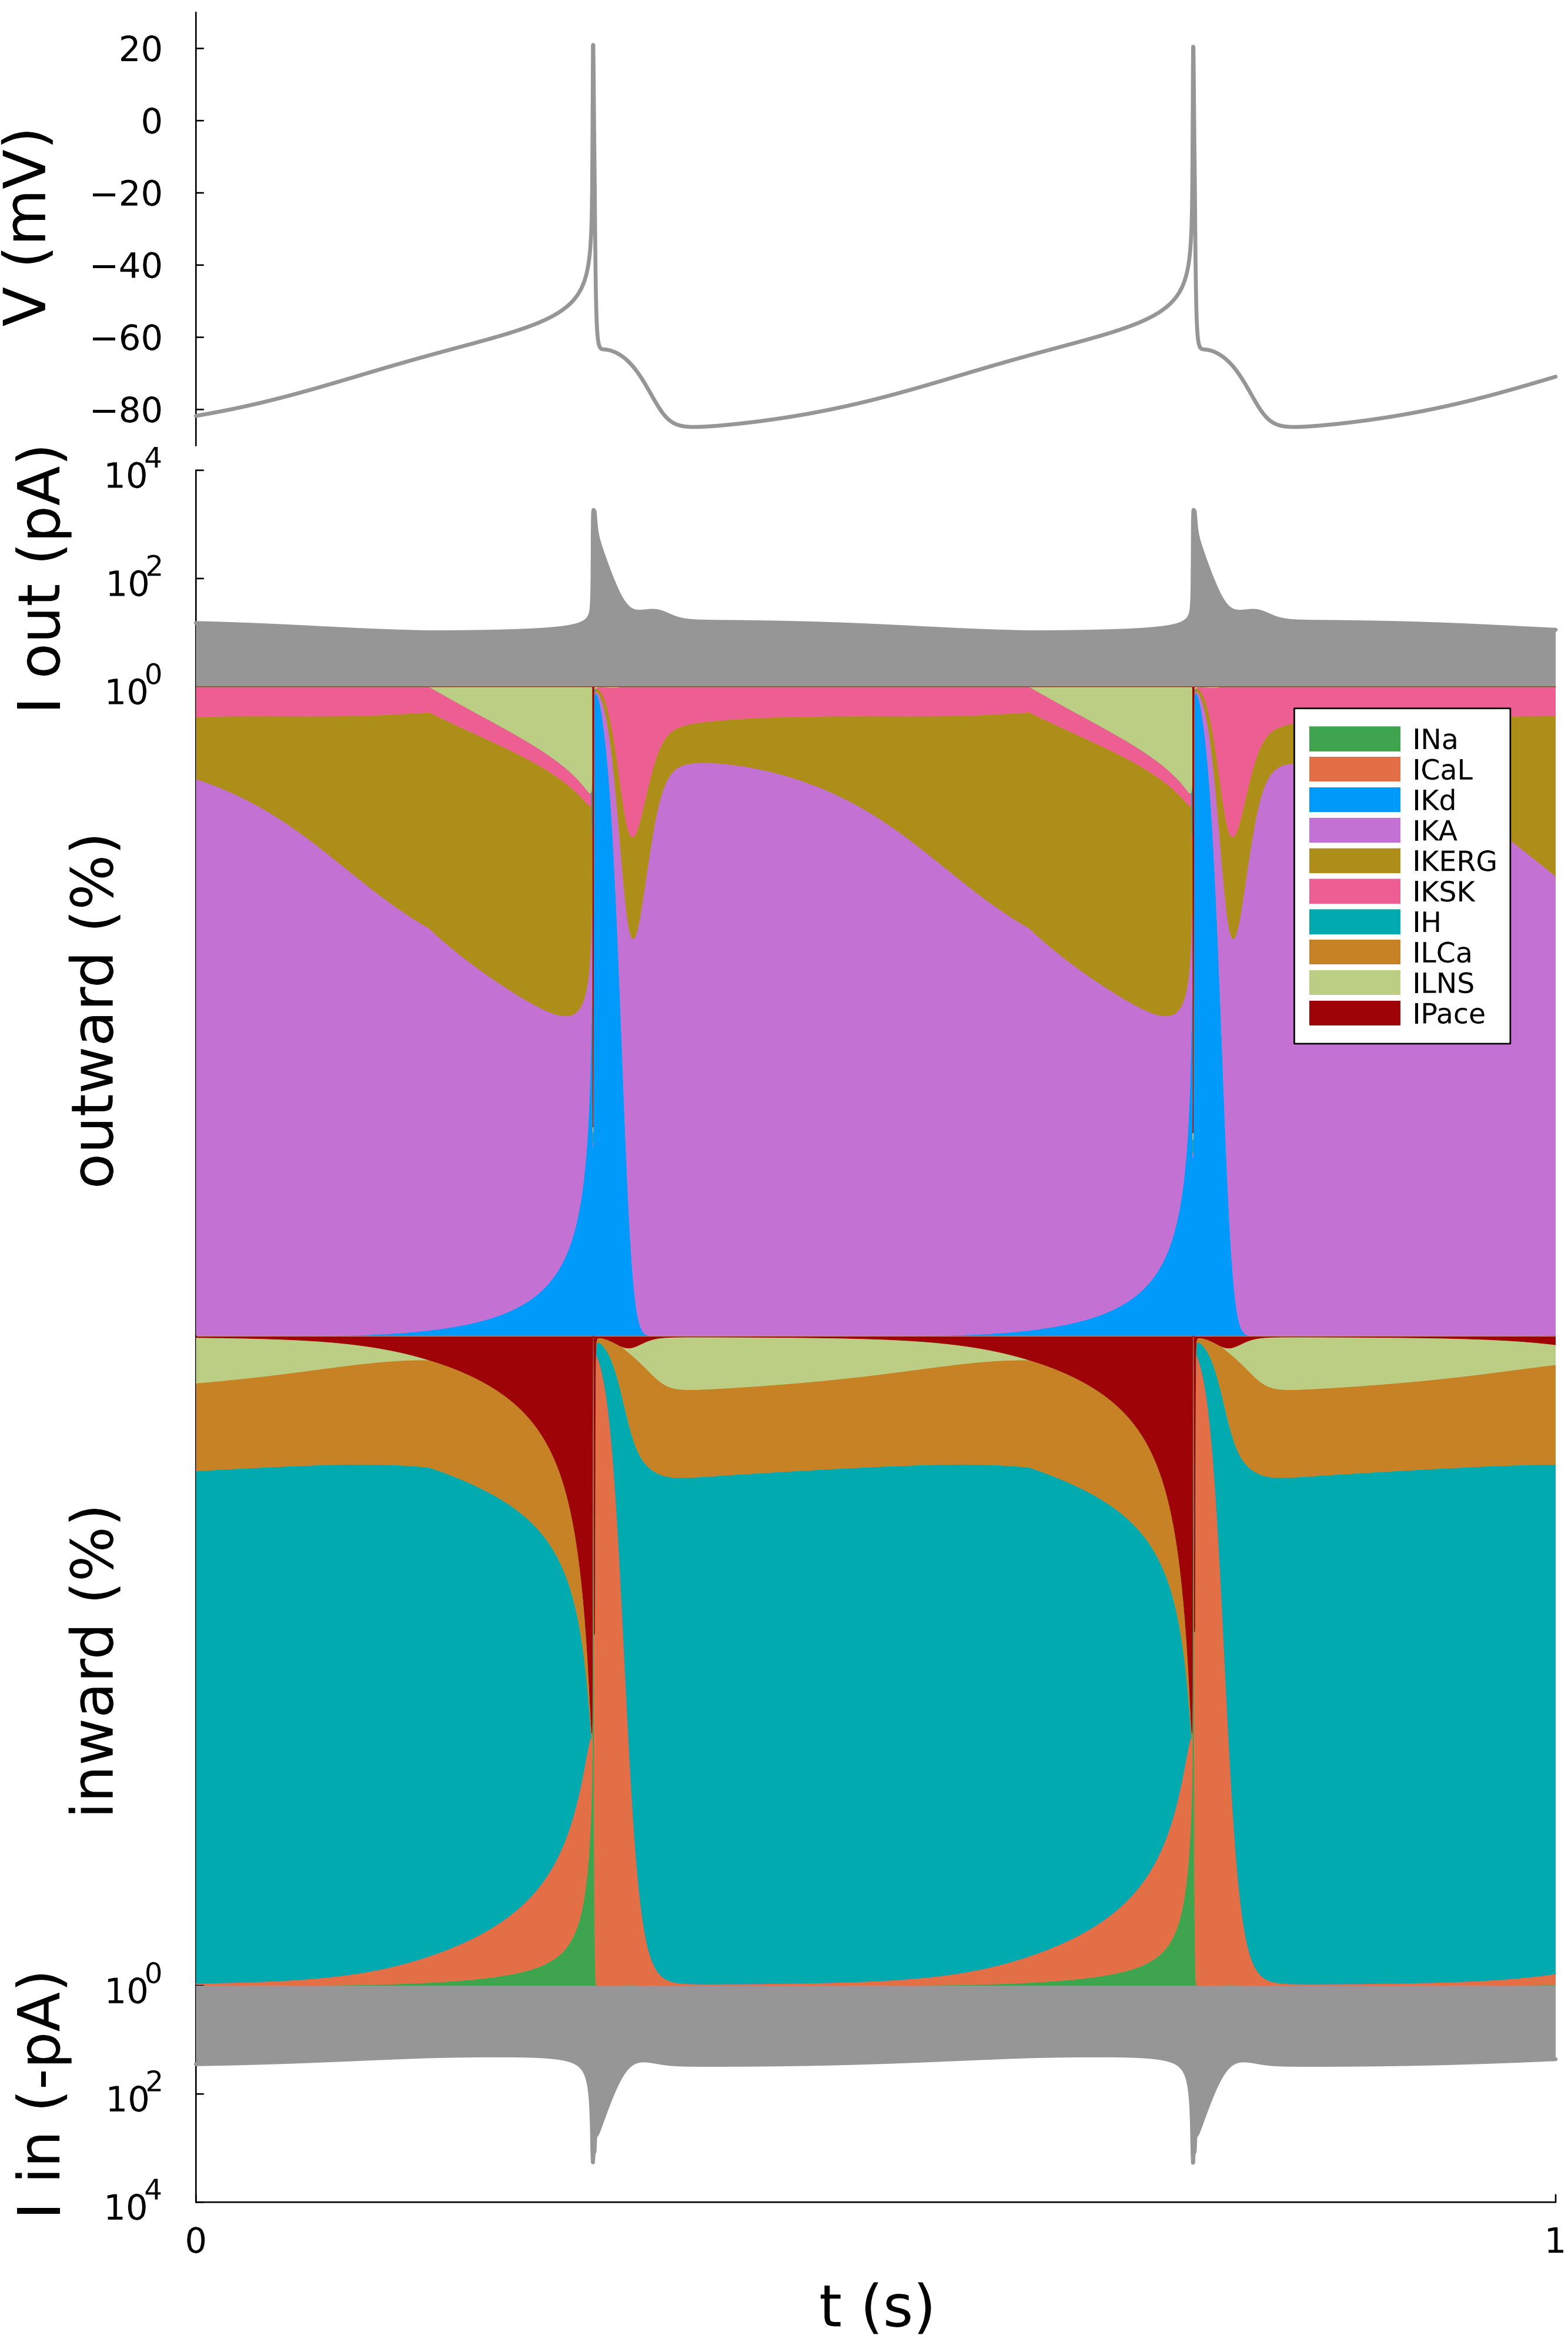 V (mV)
20
0
−20
−40
−60
−80
I out (pA)
10^4
10^2
10^0
outward (%)
INa
ICaL
IKd
IKA
IKERG
IKSK
IH
ILCa
ILNS
IPace
inward (%)
I in (-pA)
10^0
10^2
10^4
0
1
t (s)